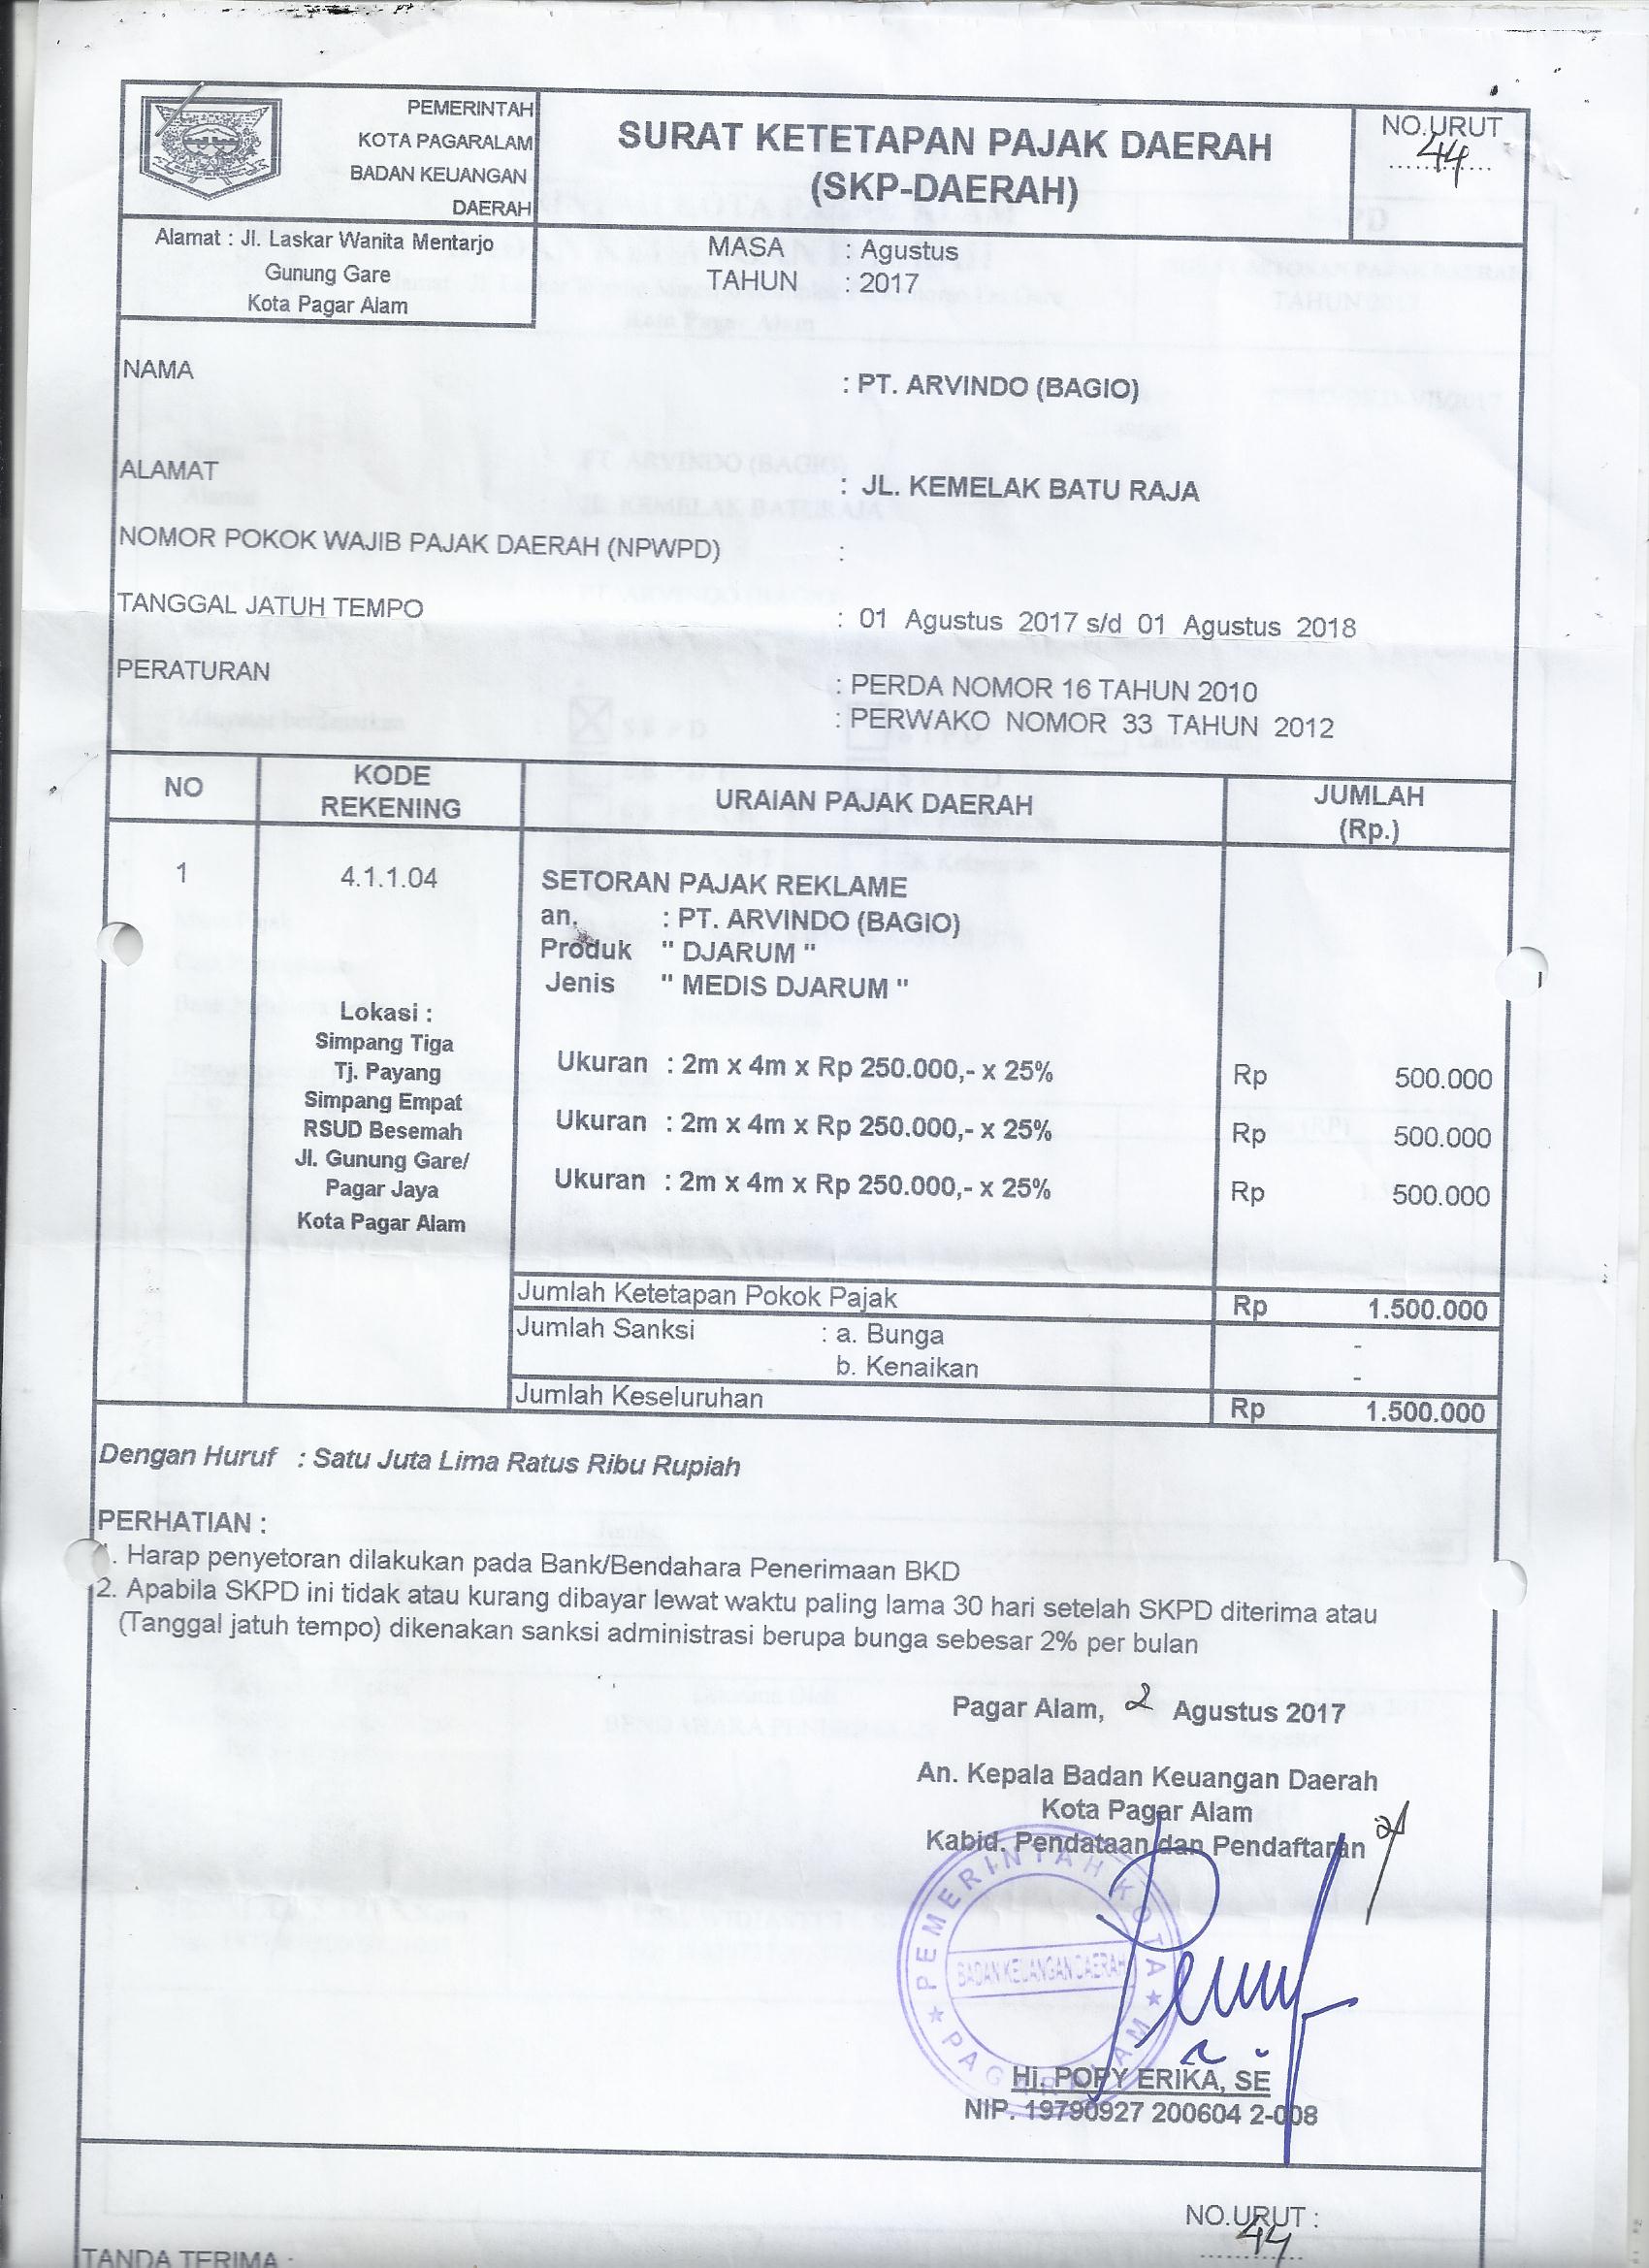 PEMERINTAH
KOTA PAGARALAM
BADAN KEUANGAN
DAERAH
SURAT KETETAPAN PAJAK DAERAH
(SKP-DAERAH)
NO.URUT
44
Alamat : Jl. Laskar Wanita Mentarjo
Gunung Gare
Kota Pagar Alam
MASA : Agustus
TAHUN : 2017
NAMA : PT. ARVINDO (BAGIO)
ALAMAT : JL. KEMELAK BATU RAJA
NOMOR POKOK WAJIB PAJAK DAERAH (NPWPD) :
TANGGAL JATUH TEMPO : 01 Agustus 2017 s/d 01 Agustus 2018
PERATURAN : PERDA NOMOR 16 TAHUN 2010
: PERWAKO NOMOR 33 TAHUN 2012
NO KODE REKENING URAIAN PAJAK DAERAH JUMLAH (Rp.)
1 4.1.1.04 SETORAN PAJAK REKLAME
an. : PT. ARVINDO (BAGIO)
Produk " DJARUM "
Jenis " MEDIS DJARUM "
Lokasi :
Simpang Tiga
Tj. Payang
Simpang Empat
RSUD Besemah
Jl. Gunung Gare/
Pagar Jaya
Kota Pagar Alam
Ukuran : 2m x 4m x Rp 250.000,- x 25% Rp 500.000
Ukuran : 2m x 4m x Rp 250.000,- x 25% Rp 500.000
Ukuran : 2m x 4m x Rp 250.000,- x 25% Rp 500.000
Jumlah Ketetapan Pokok Pajak Rp 1.500.000
Jumlah Sanksi : a. Bunga -
b. Kenaikan -
Jumlah Keseluruhan Rp 1.500.000
Dengan Huruf : Satu Juta Lima Ratus Ribu Rupiah
PERHATIAN :
1. Harap penyetoran dilakukan pada Bank/Bendahara Penerimaan BKD
2. Apabila SKPD ini tidak atau kurang dibayar lewat waktu paling lama 30 hari setelah SKPD diterima atau
(Tanggal jatuh tempo) dikenakan sanksi administrasi berupa bunga sebesar 2% per bulan
Pagar Alam, 2 Agustus 2017
An. Kepala Badan Keuangan Daerah
Kota Pagar Alam
Kabid. Pendataan dan Pendaftaran
PEMERINTAH KOTA
BADAN KEUANGAN DAERAH
PAGAR ALAM
Hj. POPY ERIKA, SE
NIP. 19790927 200604 2-008
NO.URUT :
44
TANDA TERIMA :